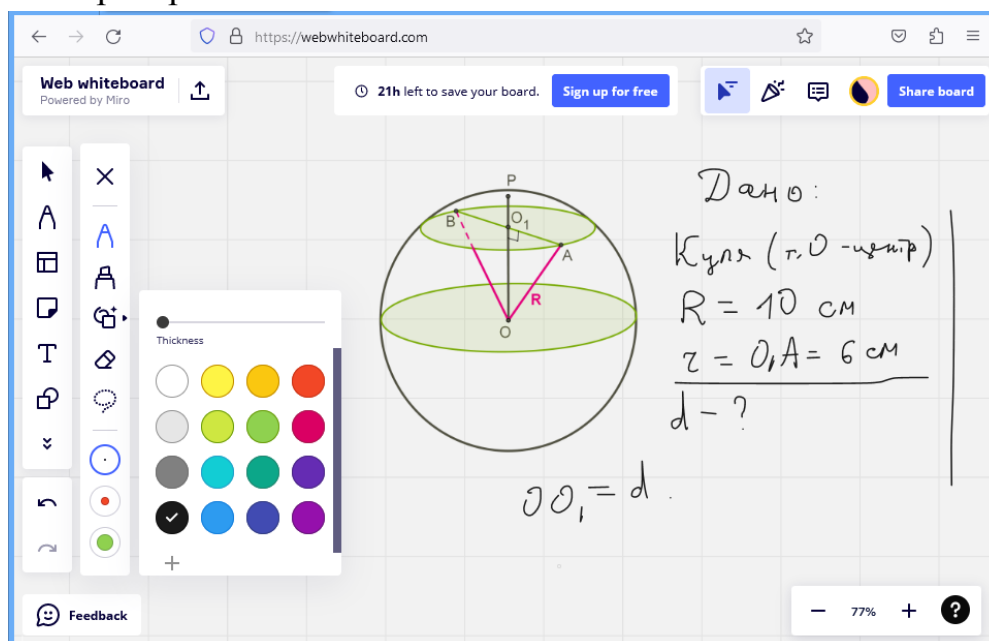 https://webwhiteboard.com
Web whiteboard
Powered by Miro
21h left to save your board.
Sign up for free
Share board
Thickness
P
B
O₁
A
R
O
Дано:
Куля (т. О - центр)
R = 10 см
r = O₁A = 6 см
d - ?
OO₁ = d.
Feedback
77%